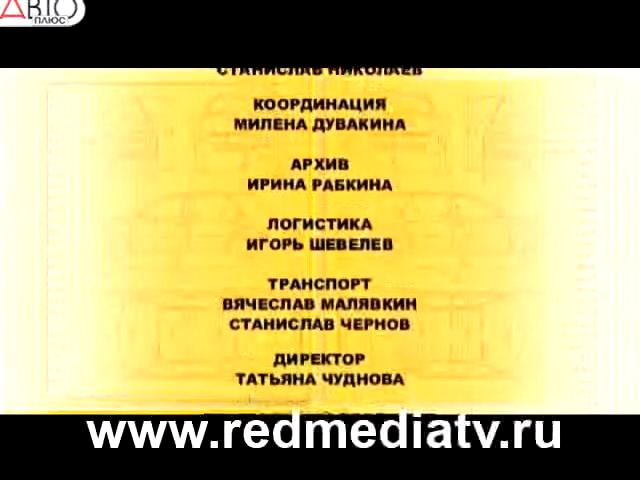 АВТО
ПЛЮС
СТАНИСЛАВ НИКОЛАЕВ
КООРДИНАЦИЯ
МИЛЕНА ДУВАКИНА
АРХИВ
ИРИНА РАБКИНА
ЛОГИСТИКА
ИГОРЬ ШЕВЕЛЕВ
ТРАНСПОРТ
ВЯЧЕСЛАВ МАЛЯВКИН
СТАНИСЛАВ ЧЕРНОВ
ДИРЕКТОР
ТАТЬЯНА ЧУДНОВА
www.redmediatv.ru